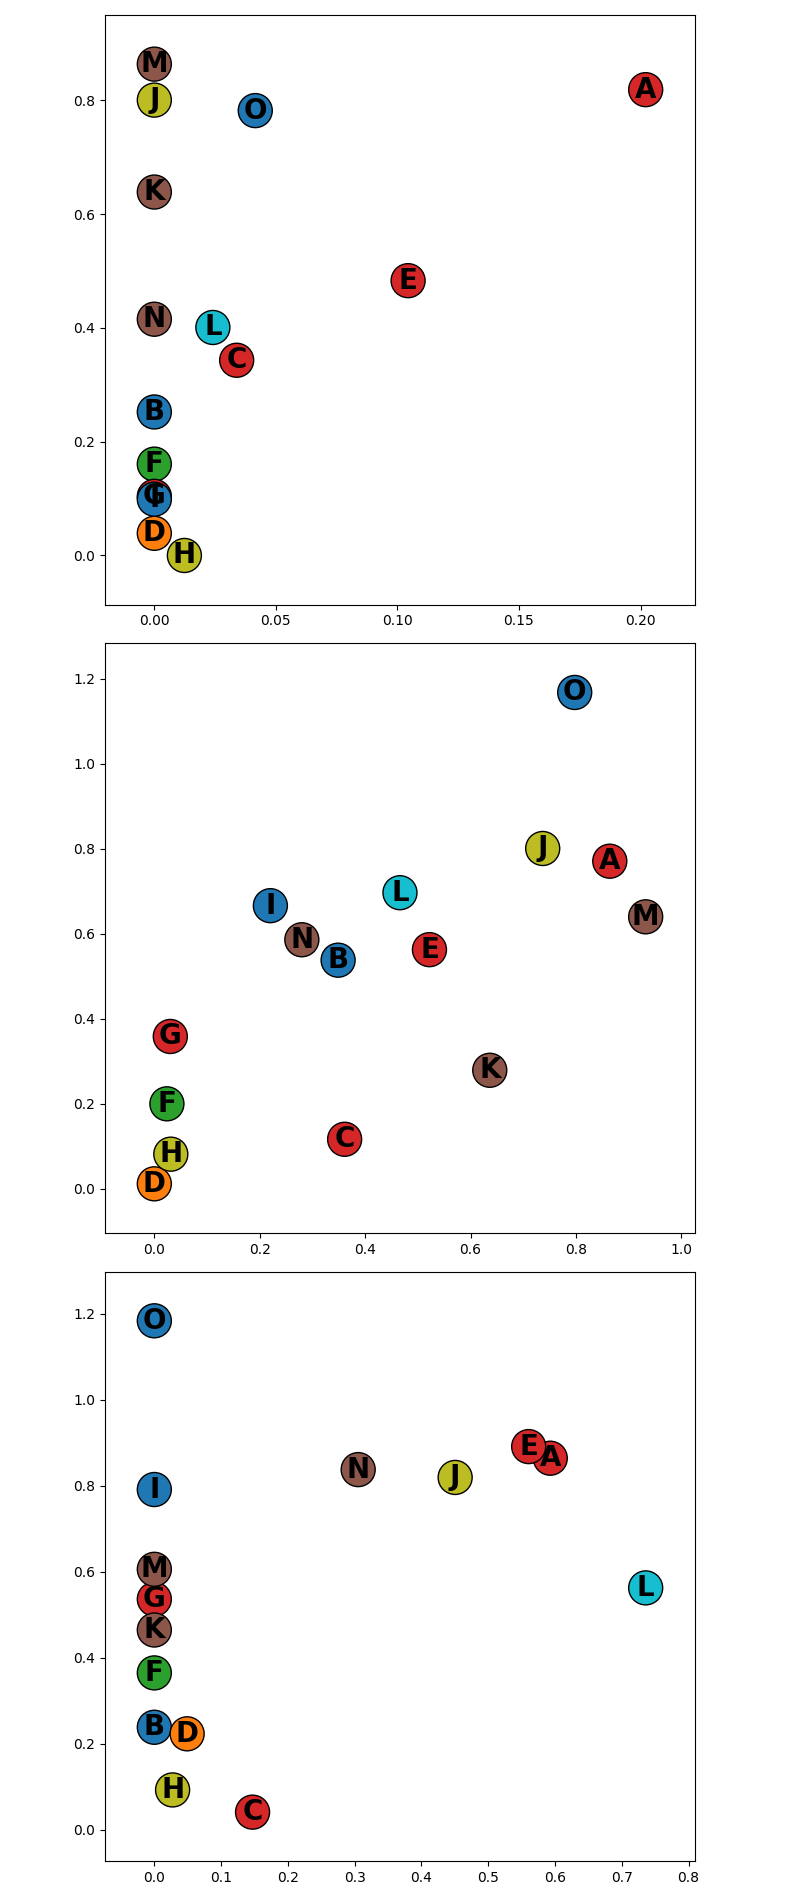 M
0.8 J O A
K
0.6
E
N L
0.4 C
B
0.2
F
G I
D
0.0 H
0.00 0.05 0.10 0.15 0.20
1.2 O
1.0
0.8 J A
L
I M
0.6 N B E
0.4 G
K
0.2 F
H C
0.0 D
0.0 0.2 0.4 0.6 0.8 1.0
1.2 O
1.0
E A
N J
0.8 I
M L
0.6 G
K
0.4 F
B D
0.2
H
C
0.0
0.0 0.1 0.2 0.3 0.4 0.5 0.6 0.7 0.8